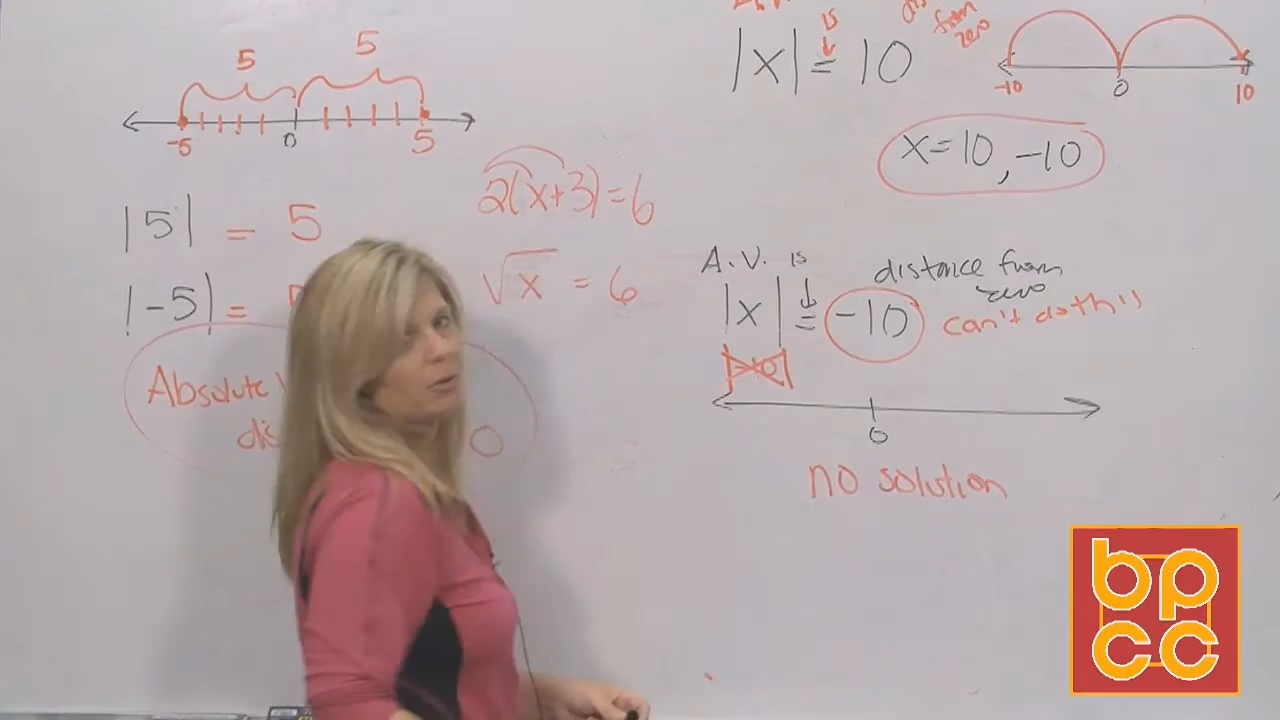 5 5
-5 0 5
|5| = 5
|-5| =
Absolute
0
2(x+3)=6
√x = 6
is
from
zero
|x| = 10
-10 0 10
x=10, -10
A.V. is distance from
zero
|x| = -10 can't do this
0
no solution
bp
cc